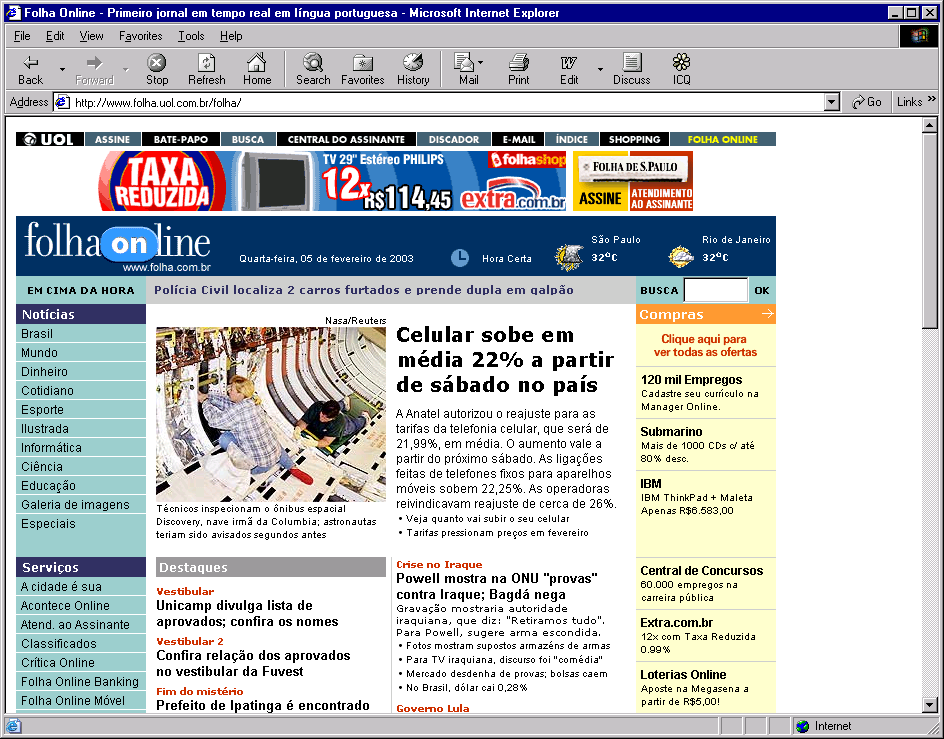 Folha Online - Primeiro jornal em tempo real em língua portuguesa - Microsoft Internet Explorer
File Edit View Favorites Tools Help
Back Forward Stop Refresh Home Search Favorites History Mail Print Edit Discuss ICQ
Address http://www.folha.uol.com.br/folha/ Go Links »
UOL ASSINE BATE-PAPO BUSCA CENTRAL DO ASSINANTE DISCADOR E-MAIL ÍNDICE SHOPPING FOLHA ONLINE
TAXA
REDUZIDA
TV 29" Estéreo PHILIPS
12x R$114,45
folhashop
extra.com.br
FOLHA DE S.PAULO
ASSINE
ATENDIMENTO
AO ASSINANTE
folha online
www.folha.com.br
Quarta-feira, 05 de fevereiro de 2003
Hora Certa
São Paulo
32ºC
Rio de Janeiro
32ºC
EM CIMA DA HORA
Polícia Civil localiza 2 carros furtados e prende dupla em galpão
BUSCA OK
Notícias
Brasil
Mundo
Dinheiro
Cotidiano
Esporte
Ilustrada
Informática
Ciência
Educação
Galeria de imagens
Especiais
Serviços
A cidade é sua
Acontece Online
Atend. ao Assinante
Classificados
Crítica Online
Folha Online Banking
Folha Online Móvel
Nasa/Reuters
Técnicos inspecionam o ônibus espacial
Discovery, nave irmã da Columbia; astronautas
teriam sido avisados segundos antes
Celular sobe em
média 22% a partir
de sábado no país
A Anatel autorizou o reajuste para as
tarifas da telefonia celular, que será de
21,99%, em média. O aumento vale a
partir do próximo sábado. As ligações
feitas de telefones fixos para aparelhos
móveis sobem 22,25%. As operadoras
reivindicavam reajuste de cerca de 26%.
• Veja quanto vai subir o seu celular
• Tarifas pressionam preços em fevereiro
Destaques
Vestibular
Unicamp divulga lista de
aprovados; confira os nomes
Vestibular 2
Confira relação dos aprovados
no vestibular da Fuvest
Fim do mistério
Prefeito de Ipatinga é encontrado
Crise no Iraque
Powell mostra na ONU "provas"
contra Iraque; Bagdá nega
Gravação mostraria autoridade
iraquiana, que diz: "Retiramos tudo".
Para Powell, sugere arma escondida.
• Fotos mostram supostos armazéns de armas
• Para TV iraquiana, discurso foi "comédia"
• Mercado desdenha de provas; bolsas caem
• No Brasil, dólar cai 0,28%
Governo Lula
Compras
Clique aqui para
ver todas as ofertas
120 mil Empregos
Cadastre seu currículo na
Manager Online.
Submarino
Mais de 1000 CDs c/ até
80% desc.
IBM
IBM ThinkPad + Maleta
Apenas R$6.583,00
Central de Concursos
60.000 empregos na
carreira pública
Extra.com.br
12x com Taxa Reduzida
0.99%
Loterias Online
Aposte na Megasena a
partir de R$5,00!
Internet